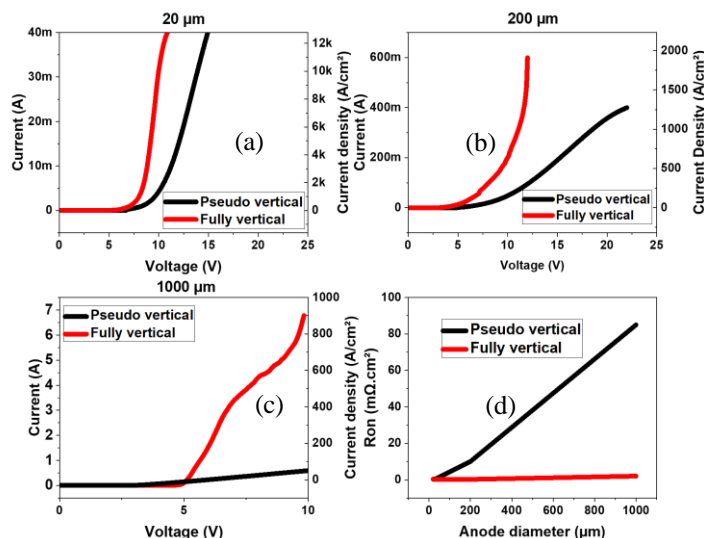 20 µm
40m
30m
20m
10m
0
Current (A)
12k
10k
8k
6k
4k
2k
0
Current density (A/cm²)
(a)
Pseudo vertical
Fully vertical
0 5 10 15 20 25
Voltage (V)
200 µm
600m
400m
200m
0
Current (A)
2000
1500
1000
500
0
Current Density (A/cm²)
(b)
Pseudo vertical
Fully vertical
0 5 10 15 20 25
Voltage (V)
1000 µm
7
6
5
4
3
2
1
0
Current (A)
1000
800
600
400
200
0
Current density (A/cm²)
Pseudo vertical
Fully vertical
(c)
0 5 10
Voltage (V)
100
80
60
40
20
0
Ron (mΩ.cm²)
Pseudo vertical
Fully vertical
(d)
0 200 400 600 800 1000
Anode diameter (µm)